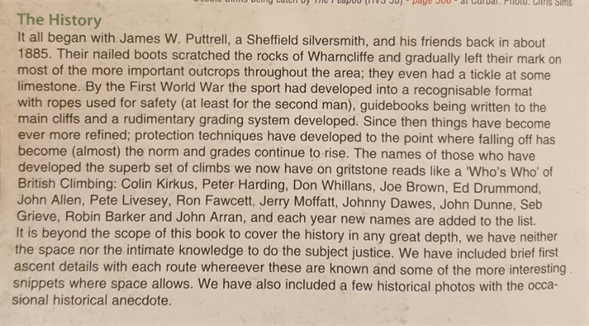 Debbie Birks being catch by The Peapod (HVS 5b) - page 306 - at Curbar. Photo: Chris Sims
The History
It all began with James W. Puttrell, a Sheffield silversmith, and his friends back in about
1885. Their nailed boots scratched the rocks of Wharncliffe and gradually left their mark on
most of the more important outcrops throughout the area; they even had a tickle at some
limestone. By the First World War the sport had developed into a recognisable format
with ropes used for safety (at least for the second man), guidebooks being written to the
main cliffs and a rudimentary grading system developed. Since then things have become
ever more refined; protection techniques have developed to the point where falling off has
become (almost) the norm and grades continue to rise. The names of those who have
developed the superb set of climbs we now have on gritstone reads like a 'Who's Who' of
British Climbing: Colin Kirkus, Peter Harding, Don Whillans, Joe Brown, Ed Drummond,
John Allen, Pete Livesey, Ron Fawcett, Jerry Moffatt, Johnny Dawes, John Dunne, Seb
Grieve, Robin Barker and John Arran, and each year new names are added to the list.
It is beyond the scope of this book to cover the history in any great depth, we have neither
the space nor the intimate knowledge to do the subject justice. We have included brief first
ascent details with each route whereever these are known and some of the more interesting
snippets where space allows. We have also included a few historical photos with the occa-
sional historical anecdote.